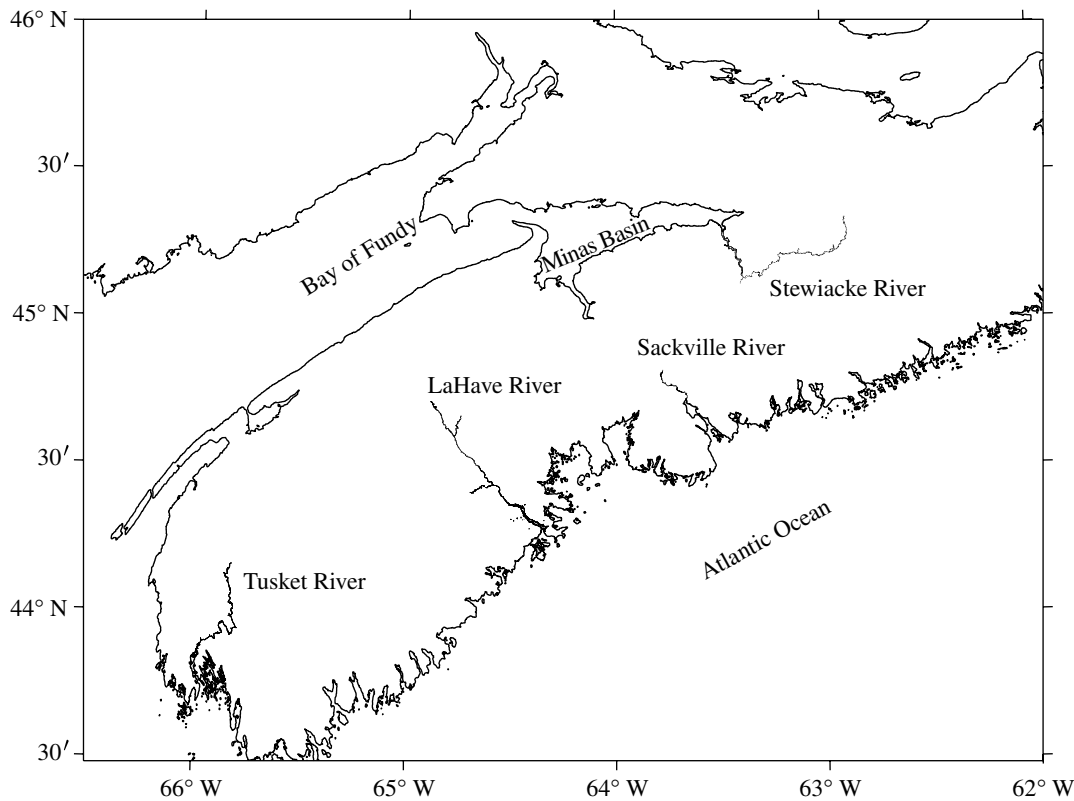 46° N
30′
Bay of Fundy
Minas Basin
Stewiacke River
45° N
Sackville River
LaHave River
30′
Atlantic Ocean
Tusket River
44° N
30′
66° W 65° W 64° W 63° W 62° W